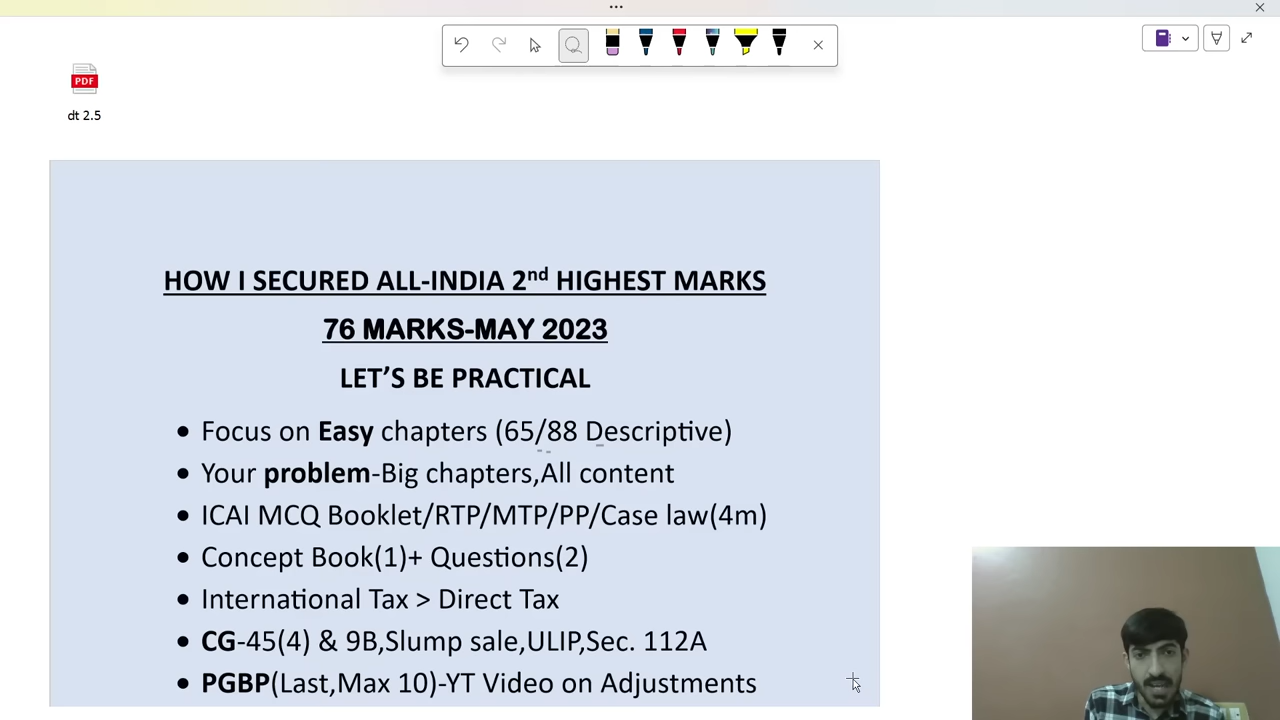 PDF
dt 2.5
HOW I SECURED ALL-INDIA 2nd HIGHEST MARKS
76 MARKS-MAY 2023
LET'S BE PRACTICAL
• Focus on Easy chapters (65/88 Descriptive)
• Your problem-Big chapters,All content
• ICAI MCQ Booklet/RTP/MTP/PP/Case law(4m)
• Concept Book(1)+ Questions(2)
• International Tax > Direct Tax
• CG-45(4) & 9B,Slump sale,ULIP,Sec. 112A
• PGBP(Last,Max 10)-YT Video on Adjustments